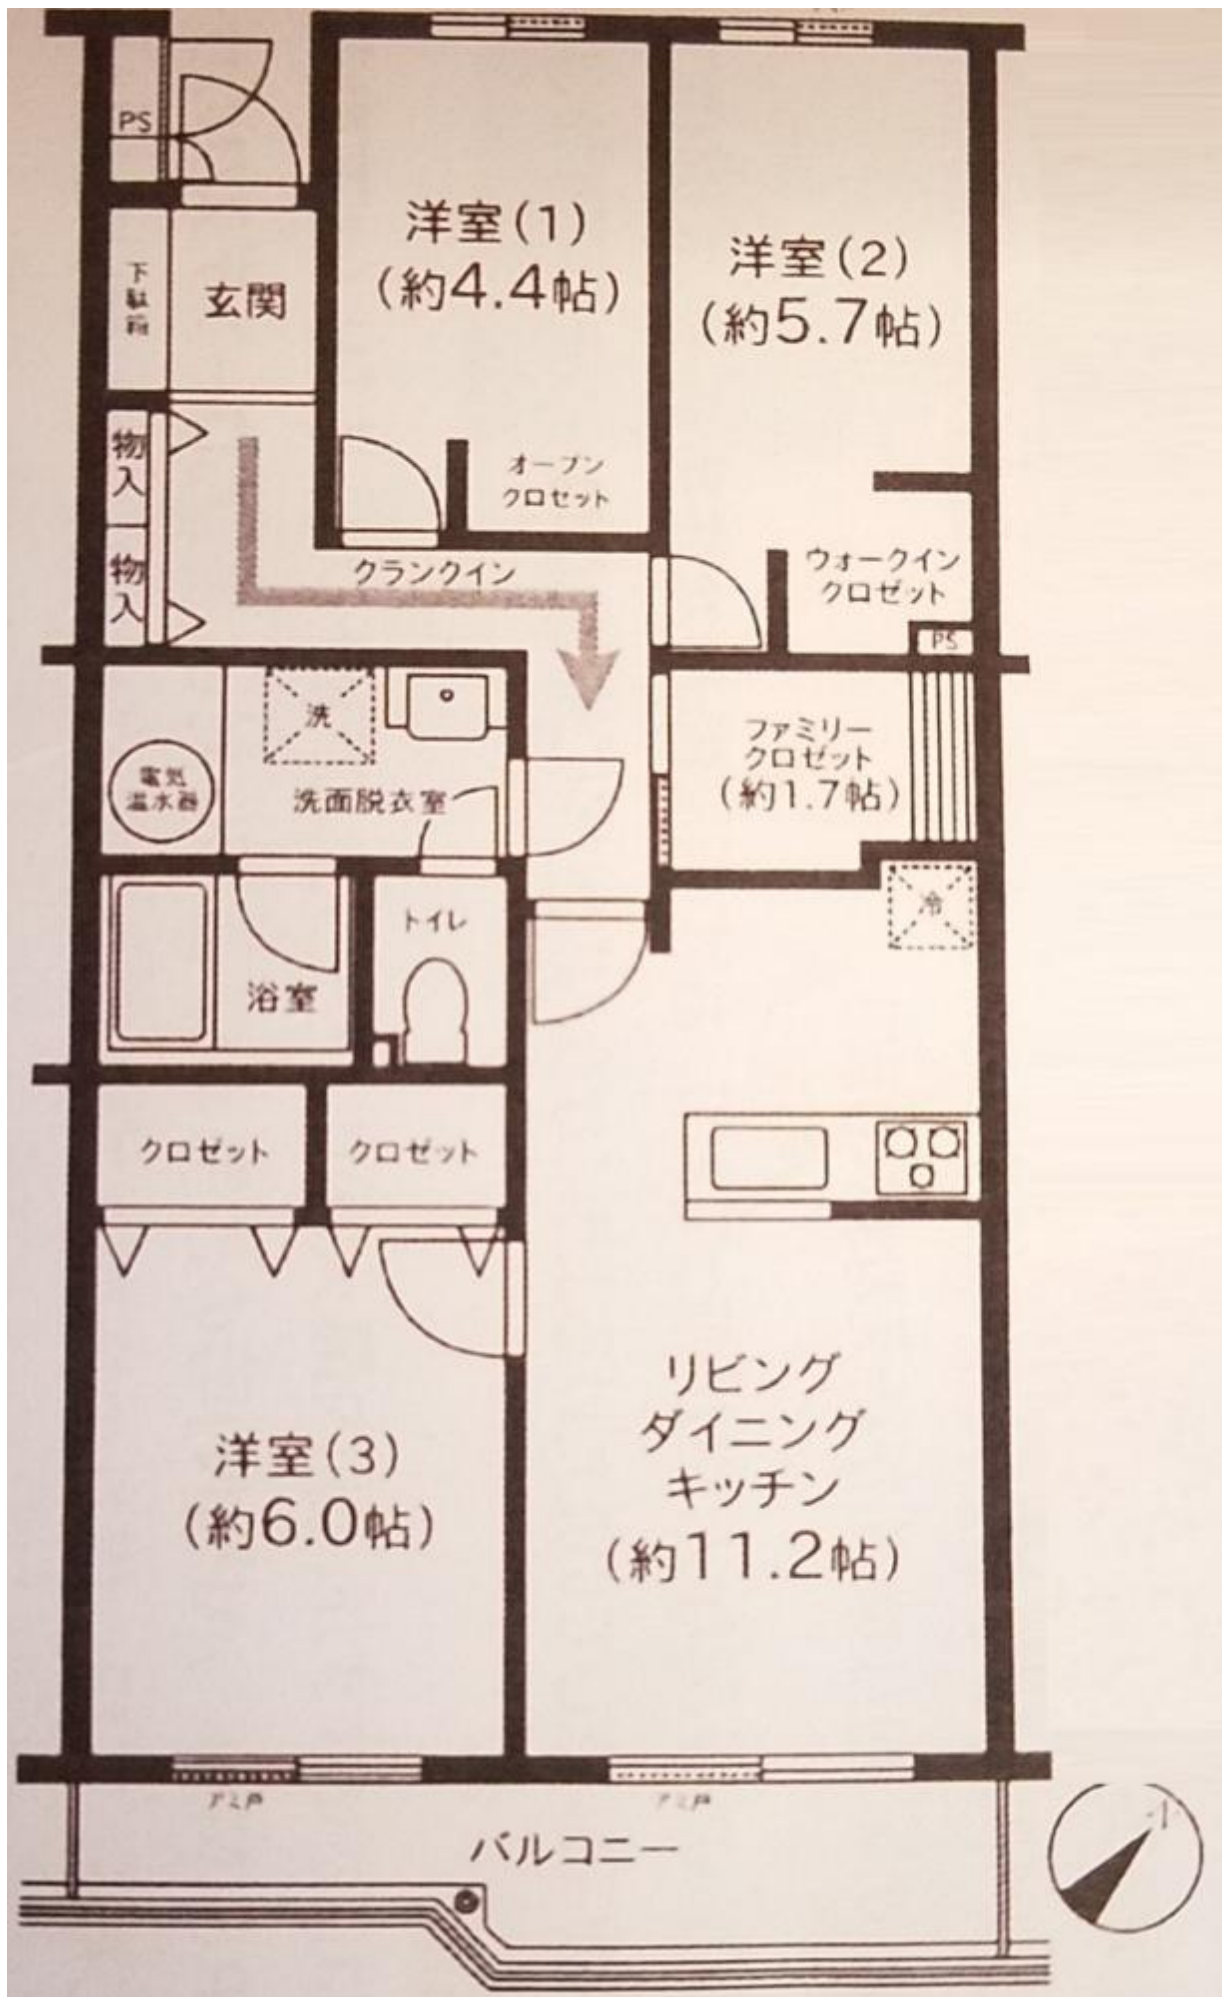 PS
洋室(1)
(約4.4帖)
洋室(2)
(約5.7帖)
下駄箱
玄関
物入
物入
オープン
クロゼット
クランクイン
ウォークイン
クロゼット
PS
洗
電気
温水器
洗面脱衣室
ファミリー
クロゼット
(約1.7帖)
冷
トイレ
浴室
クロゼット
クロゼット
洋室(3)
(約6.0帖)
リビング
ダイニング
キッチン
(約11.2帖)
アミ戸
アミ戸
バルコニー